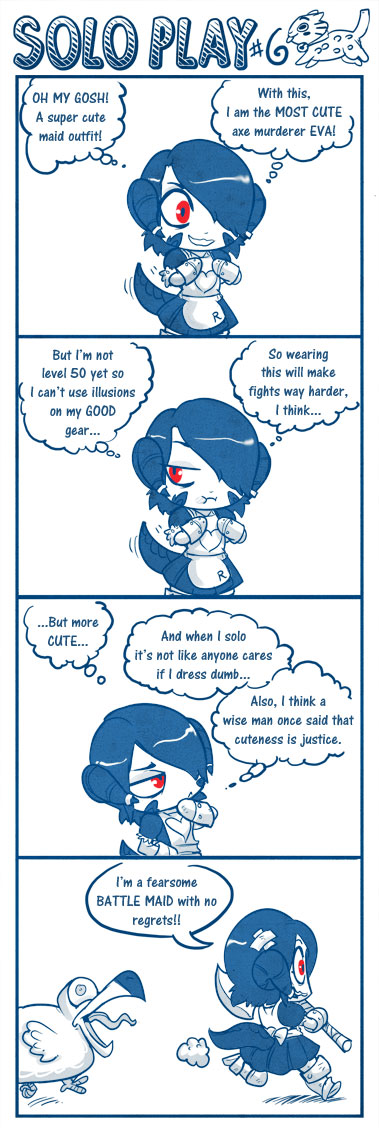 SOLO PLAY #6
OH MY GOSH!
A super cute
maid outfit!
With this,
I am the MOST CUTE
axe murderer EVA!
R
But I'm not
level 50 yet so
I can't use illusions
on my GOOD
gear...
So wearing
this will make
fights way harder,
I think...
R
...But more
CUTE...
And when I solo
it's not like anyone cares
if I dress dumb...
Also, I think a
wise man once said that
cuteness is justice.
I'm a fearsome
BATTLE MAID with no
regrets!!